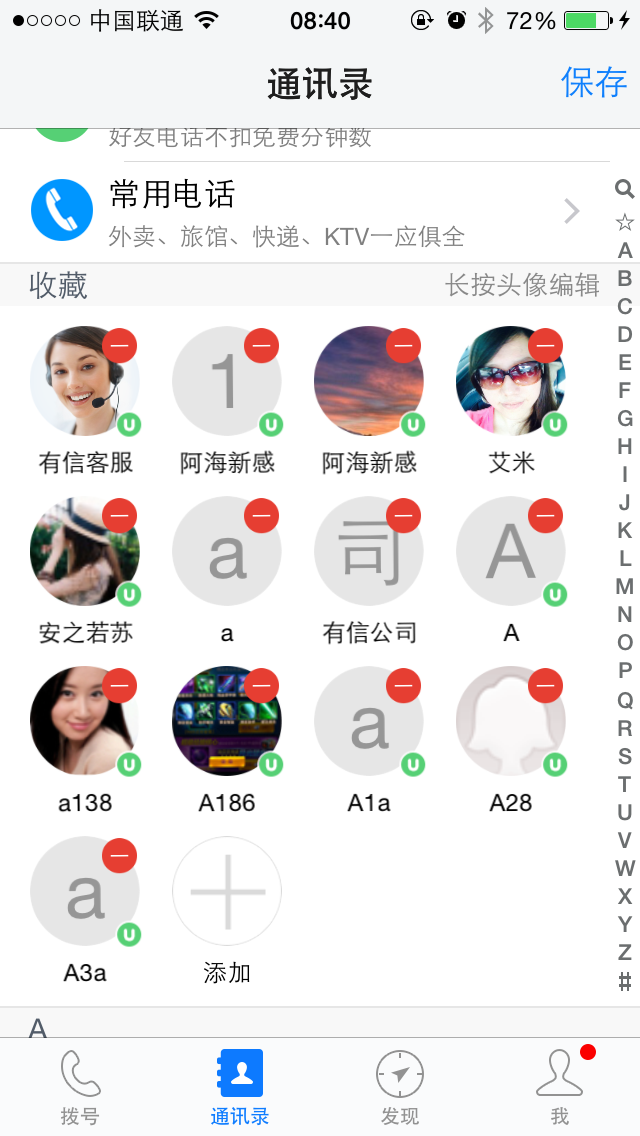 中国联通 08:40 72%
通讯录 保存
好友电话不扣免费分钟数
常用电话
外卖、旅馆、快递、KTV一应俱全
收藏 长按头像编辑
1
有信客服 阿海新感 阿海新感 艾米
a 司 A
安之若苏 a 有信公司 A
a
a138 A186 A1a A28
a
A3a 添加
A
拨号 通讯录 发现 我
☆
A
B
C
D
E
F
G
H
I
J
K
L
M
N
O
P
Q
R
S
T
U
V
W
X
Y
Z
#